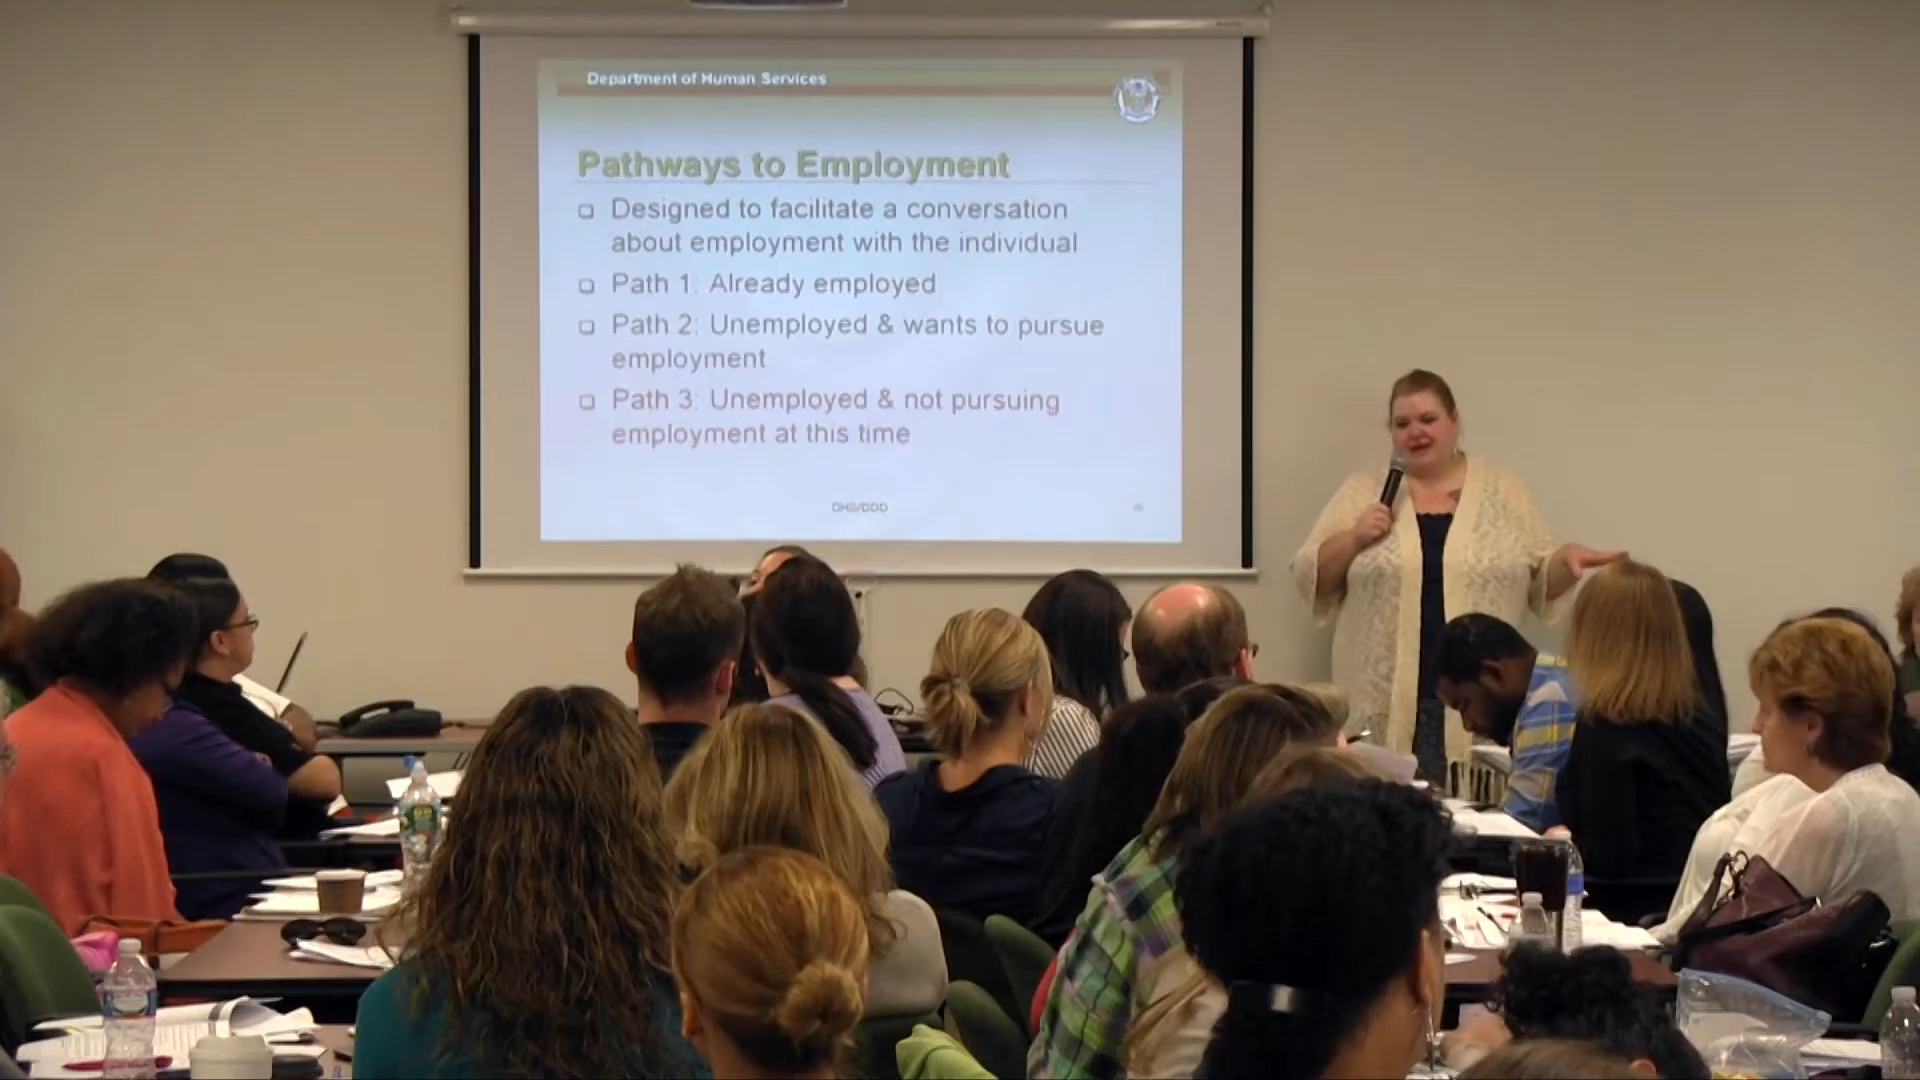 Department of Human Services
Pathways to Employment
Designed to facilitate a conversation
about employment with the individual
Path 1: Already employed
Path 2: Unemployed & wants to pursue
employment
Path 3: Unemployed & not pursuing
employment at this time
DHS/DDD